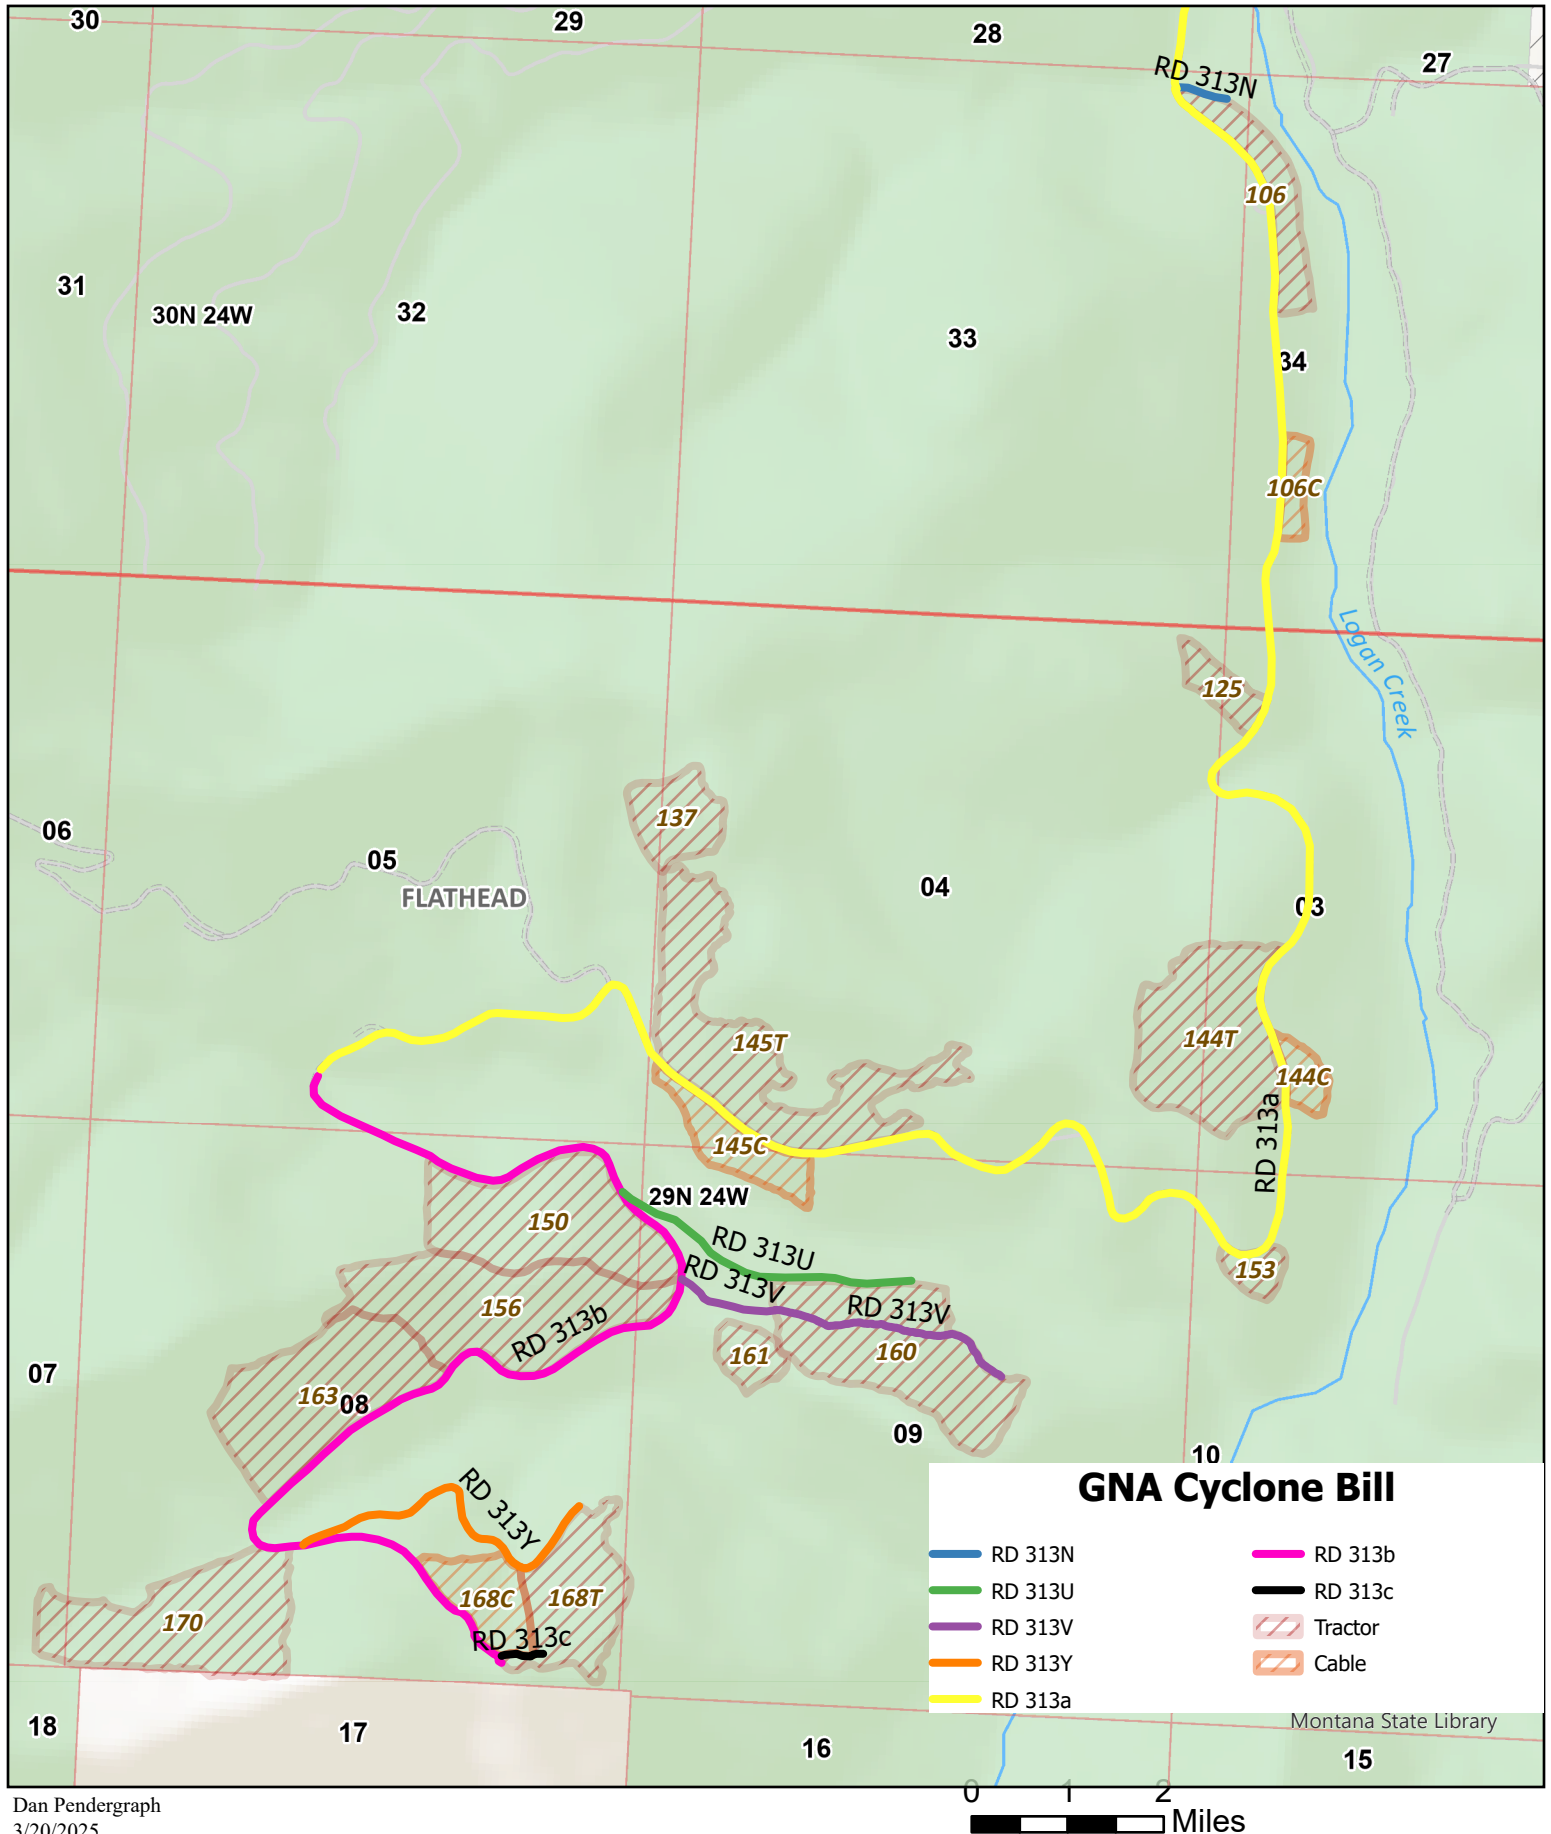 30
29
28
27
RD 313N
106
31
30N 24W
32
33
34
106C
Logan Creek
125
137
06
05
FLATHEAD
04
03
145T
144T
144C
RD 313a
145C
29N 24W
150
RD 313U
RD 313V
153
156
RD 313b
RD 313V
161
160
07
163
08
09
10
RD 313Y
168C
168T
170
RD 313c
GNA Cyclone Bill
RD 313N
RD 313U
RD 313V
RD 313Y
RD 313a
RD 313b
RD 313c
Tractor
Cable
Montana State Library
18
17
16
15
Dan Pendergraph
3/20/2025
0 1 2
Miles